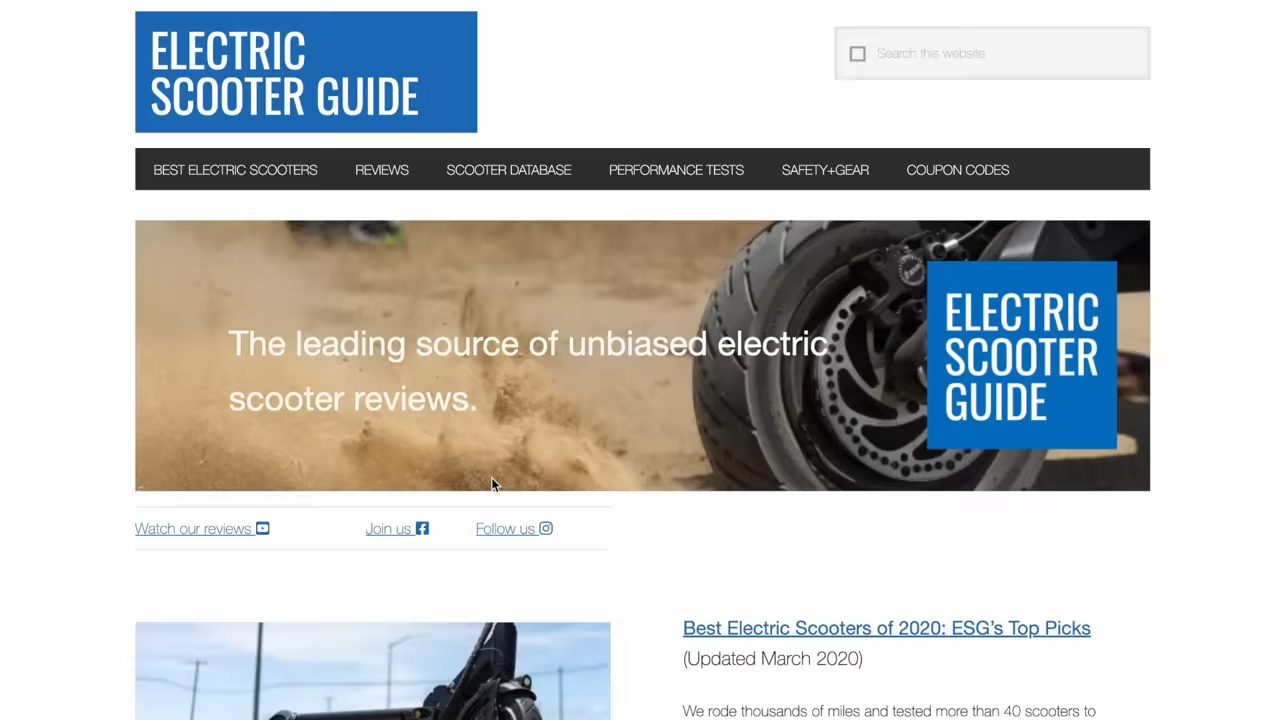 ELECTRIC
SCOOTER GUIDE
Search this website
BEST ELECTRIC SCOOTERS REVIEWS SCOOTER DATABASE PERFORMANCE TESTS SAFETY+GEAR COUPON CODES
The leading source of unbiased electric
scooter reviews.
ELECTRIC
SCOOTER
GUIDE
Watch our reviews Join us Follow us
Best Electric Scooters of 2020: ESG’s Top Picks
(Updated March 2020)
We rode thousands of miles and tested more than 40 scooters to